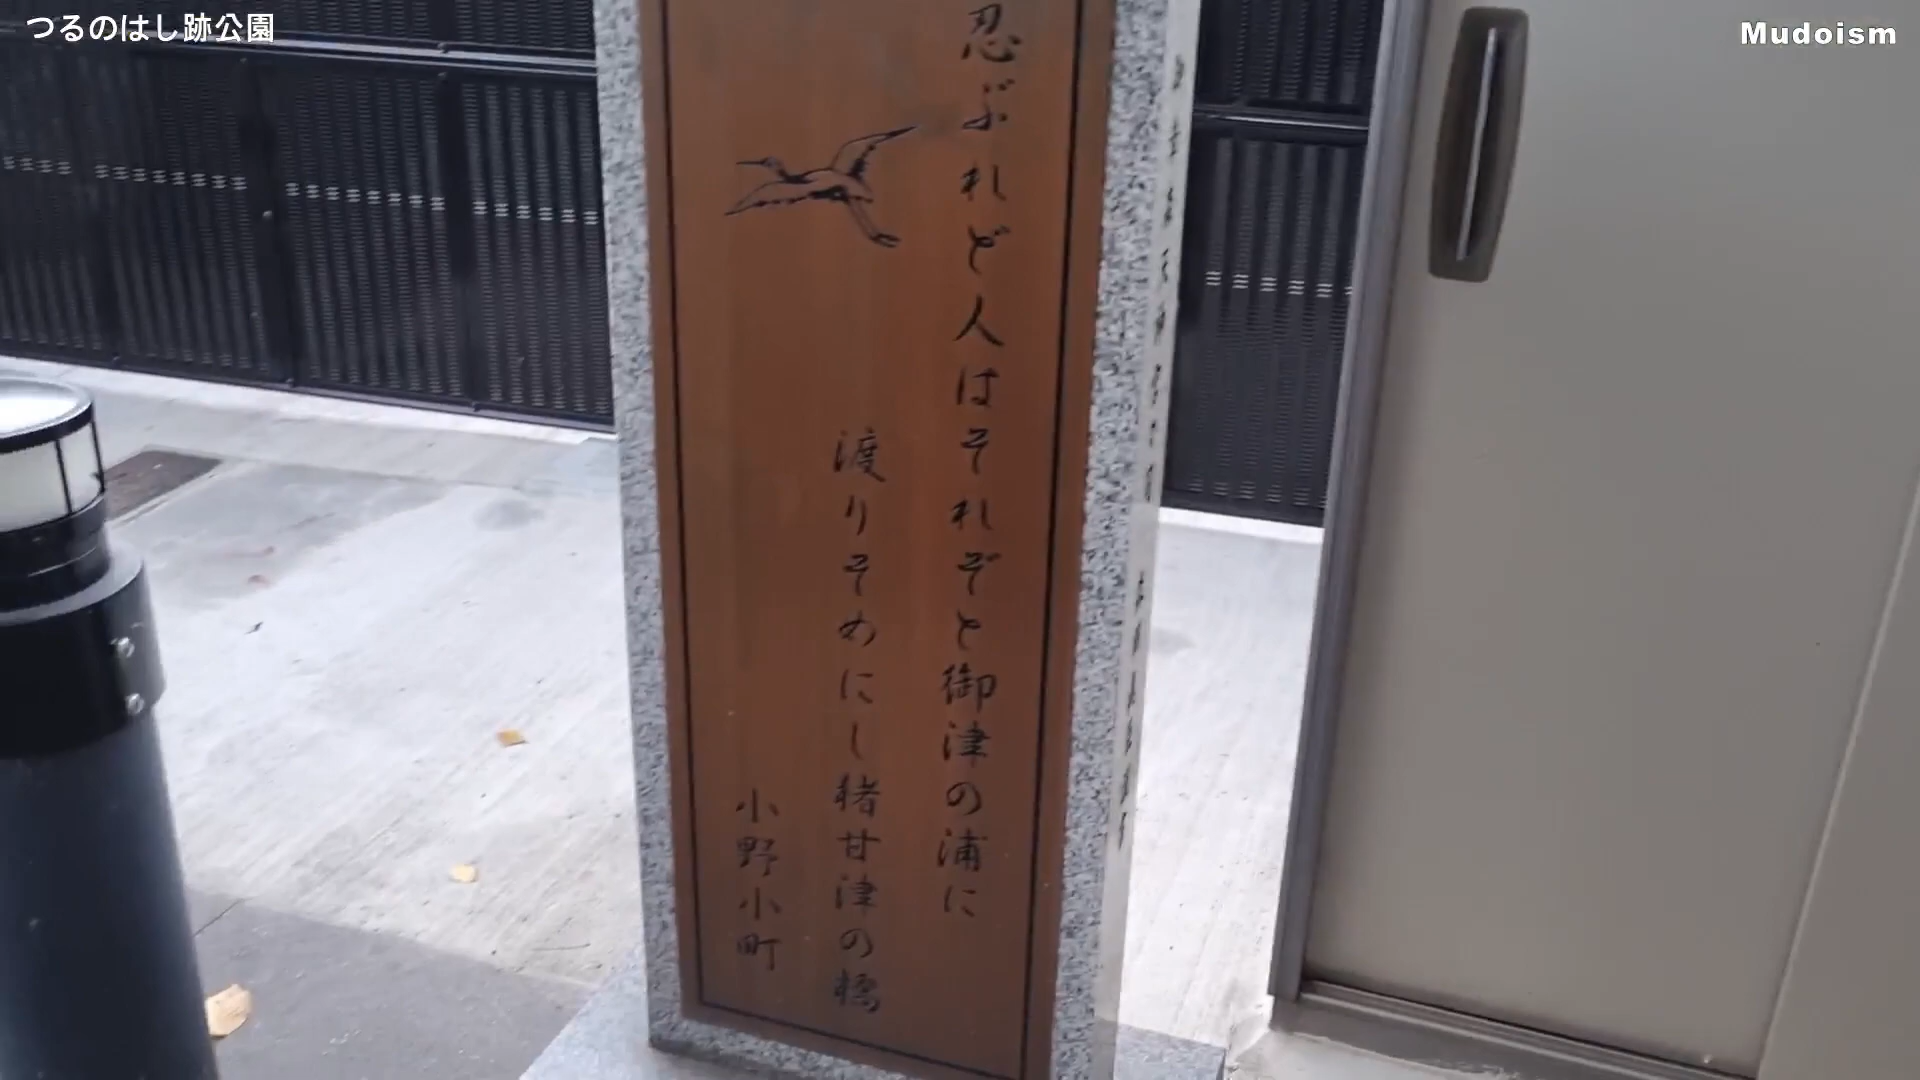 つるのはし跡公園
Mudoism
忍ぶれど人はそれぞと御津の浦に
渡りそめにし猪甘津の橋
小野小町